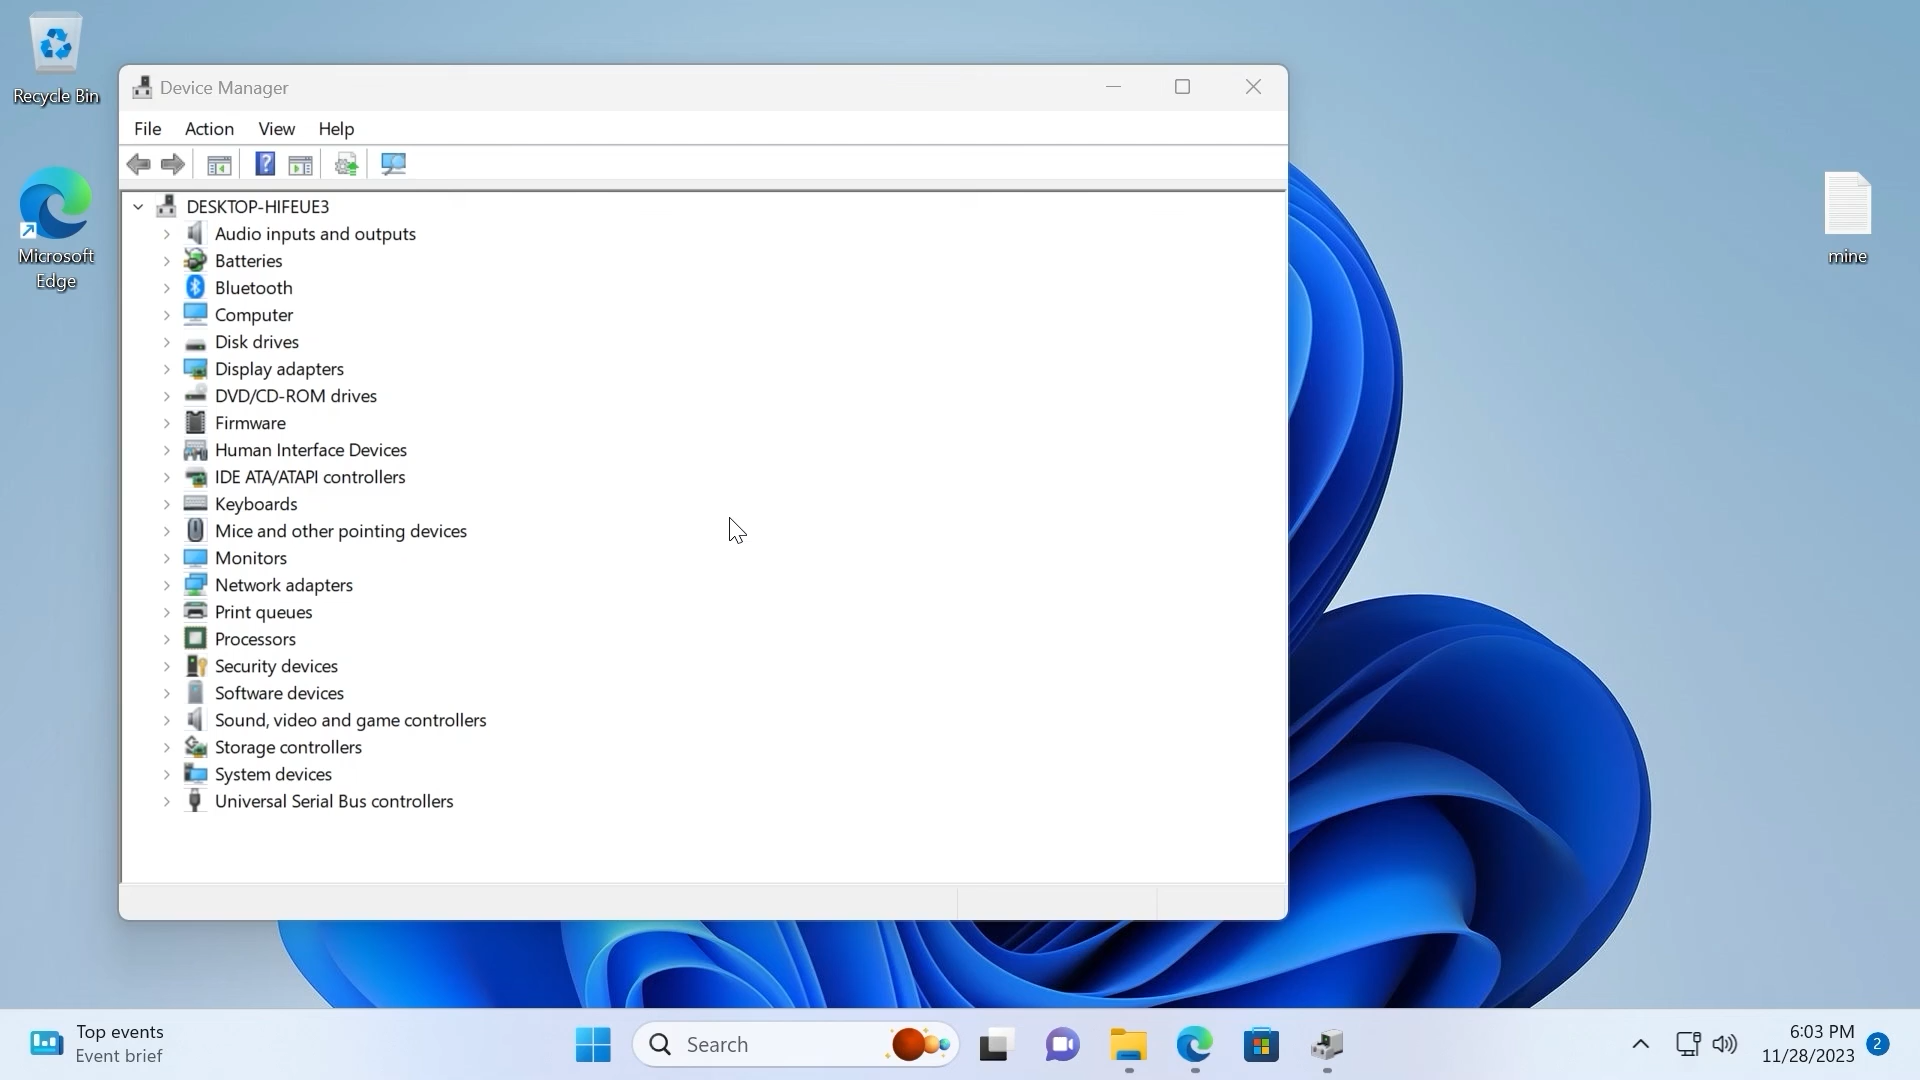 Recycle Bin
Microsoft
Edge
Device Manager
File Action View Help
DESKTOP-HIFEUE3
Audio inputs and outputs
Batteries
Bluetooth
Computer
Disk drives
Display adapters
DVD/CD-ROM drives
Firmware
Human Interface Devices
IDE ATA/ATAPI controllers
Keyboards
Mice and other pointing devices
Monitors
Network adapters
Print queues
Processors
Security devices
Software devices
Sound, video and game controllers
Storage controllers
System devices
Universal Serial Bus controllers
mine
Top events
Event brief
Search
6:03 PM
11/28/2023
2